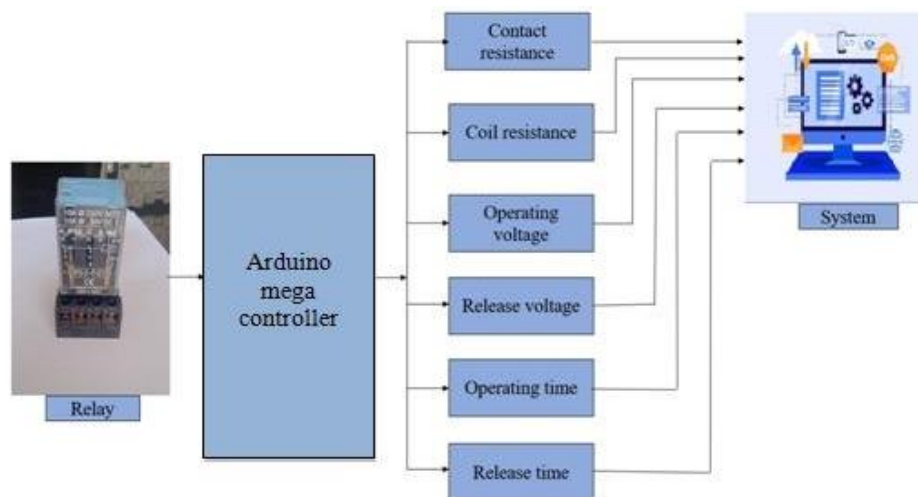 Contact
resistance
Coil resistance
Operating
voltage
Release voltage
Operating time
Release time
Arduino
mega
controller
Relay
System